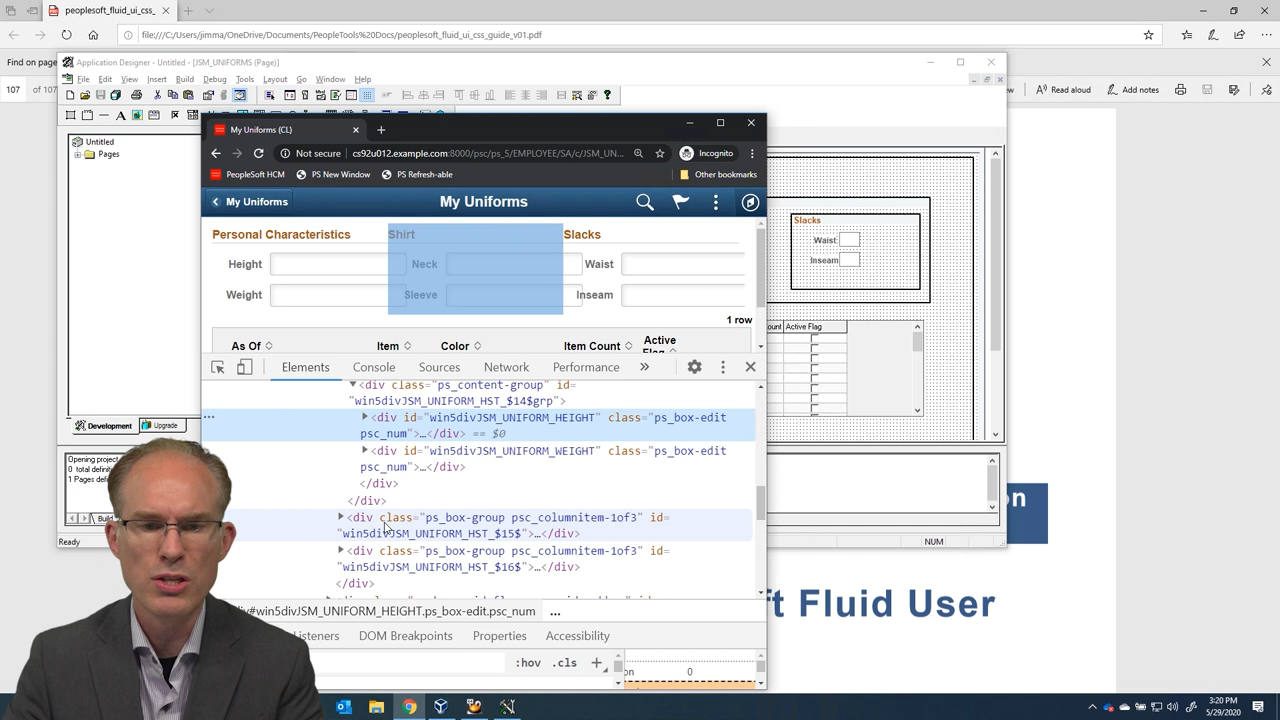 peoplesoft_fluid_ui_css_
file:///C:/Users/jimma/OneDrive/Documents/PeopleTools%20Docs/peoplesoft_fluid_ui_css_guide_v01.pdf
Find on page
Application Designer - Untitled - [JSM_UNIFORMS (Page)]
File Edit View Insert Build Debug Tools Layout Go Window Help
107 of 107
Read aloud
Add notes
Untitled
Pages
My Uniforms (CL)
Not secure cs92u012.example.com:8000/psc/ps_5/EMPLOYEE/SA/c/JSM_UN...
Incognito
PeopleSoft HCM PS New Window PS Refresh-able Other bookmarks
My Uniforms
My Uniforms
Personal Characteristics Shirt Slacks
Height Neck Waist
Weight Sleeve Inseam
1 row
As Of Item Color Item Count Active Flag
Slacks
Waist
Inseam
Active Flag
Elements Console Sources Network Performance
<div class="ps_content-group" id=
"win5divJSM_UNIFORM_HST_$14$grp">
<div id="win5divJSM_UNIFORM_HEIGHT" class="ps_box-edit
psc_num">…</div> == $0
<div id="win5divJSM_UNIFORM_WEIGHT" class="ps_box-edit
psc_num">…</div>
</div>
</div>
<div class="ps_box-group psc_columnitem-1of3" id=
"win5divJSM_UNIFORM_HST_$15$">…</div>
<div class="ps_box-group psc_columnitem-1of3" id=
"win5divJSM_UNIFORM_HST_$16$">…</div>
</div>
#win5divJSM_UNIFORM_HEIGHT.ps_box-edit.psc_num ...
DOM Breakpoints Properties Accessibility
:hov .cls +
0
Development Upgrade
Opening project
Ready
NUM
Fluid User
3:20 PM
5/29/2020